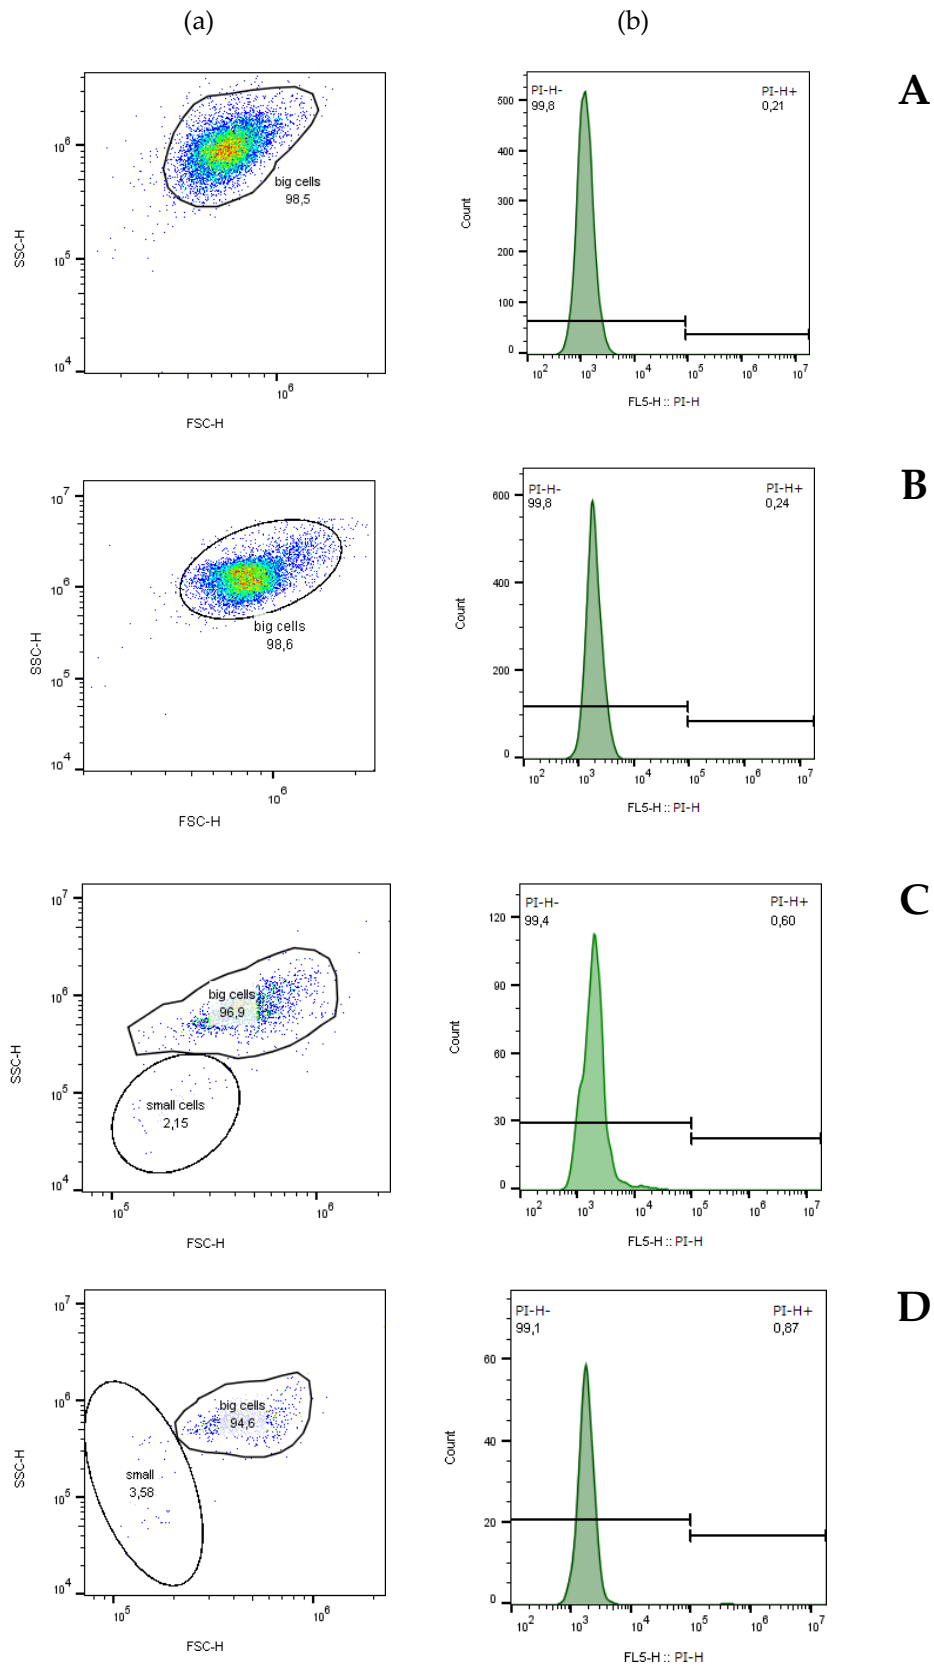 (a)
(b)
A
SSC-H
10^6
10^5
10^4
big cells
98,5
10^6
FSC-H
PI-H-
99,8
PI-H+
0,21
Count
500
400
300
200
100
0
10^2 10^3 10^4 10^5 10^6 10^7
FL5-H :: PI-H
B
SSC-H
10^7
10^6
10^5
10^4
big cells
98,6
10^6
FSC-H
PI-H-
99,8
PI-H+
0,24
Count
600
400
200
0
10^2 10^3 10^4 10^5 10^6 10^7
FL5-H :: PI-H
C
SSC-H
10^7
10^6
10^5
10^4
big cells
96,9
small cells
2,15
10^5 10^6
FSC-H
PI-H-
99,4
PI-H+
0,60
Count
120
90
60
30
0
10^2 10^3 10^4 10^5 10^6 10^7
FL5-H :: PI-H
D
SSC-H
10^7
10^6
10^5
10^4
big cells
94,6
small
3,58
10^5 10^6
FSC-H
PI-H-
99,1
PI-H+
0,87
Count
60
40
20
0
10^2 10^3 10^4 10^5 10^6 10^7
FL5-H :: PI-H